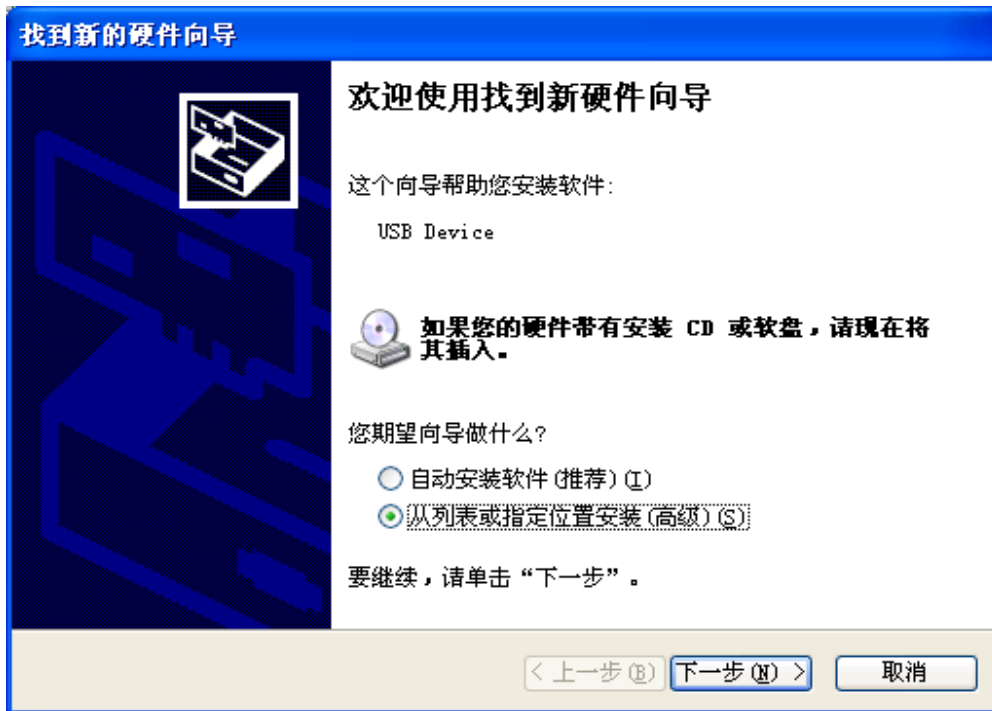 找到新的硬件向导
欢迎使用找到新硬件向导
这个向导帮助您安装软件:
USB Device
如果您的硬件带有安装 CD 或软盘，请现在将
其插入。
您期望向导做什么?
自动安装软件(推荐)(I)
从列表或指定位置安装(高级)(S)
要继续，请单击“下一步”。
< 上一步(B) 下一步(N) > 取消